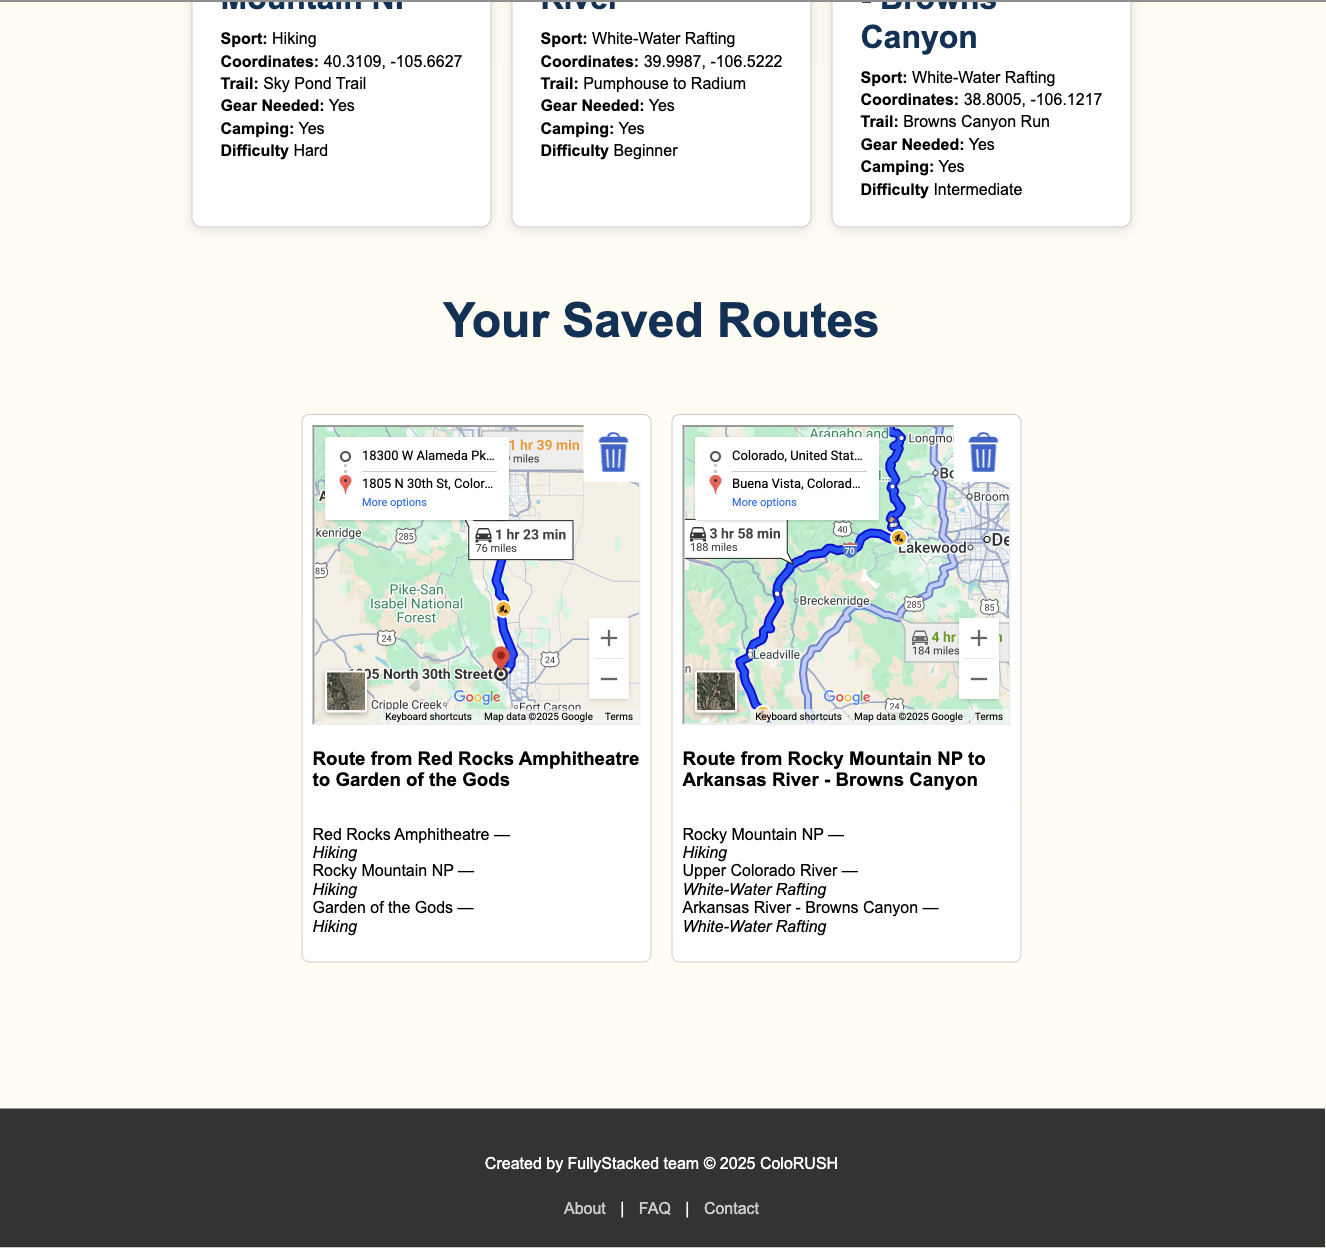 Mountain NP
Sport: Hiking
Coordinates: 40.3109, -105.6627
Trail: Sky Pond Trail
Gear Needed: Yes
Camping: Yes
Difficulty Hard
River
Sport: White-Water Rafting
Coordinates: 39.9987, -106.5222
Trail: Pumphouse to Radium
Gear Needed: Yes
Camping: Yes
Difficulty Beginner
- Browns
Canyon
Sport: White-Water Rafting
Coordinates: 38.8005, -106.1217
Trail: Browns Canyon Run
Gear Needed: Yes
Camping: Yes
Difficulty Intermediate
Your Saved Routes
18300 W Alameda Pk...
1805 N 30th St, Color...
More options
1 hr 39 min
miles
kenridge
285
85
1 hr 23 min
76 miles
Pike-San
Isabel National
Forest
24
24
1805 North 30th Street
Cripple Creek
Fort Carson
Google
Keyboard shortcuts
Map data ©2025 Google
Terms
Route from Red Rocks Amphitheatre
to Garden of the Gods
Red Rocks Amphitheatre —
Hiking
Rocky Mountain NP —
Hiking
Garden of the Gods —
Hiking
Colorado, United Stat...
Buena Vista, Colorad...
More options
Arapaho and
Longmo
Bo
Broom
3 hr 58 min
188 miles
40
70
Lakewood
De
Breckenridge
285
85
4 hr
184 miles
Leadville
n
24
Google
Keyboard shortcuts
Map data ©2025 Google
Terms
Route from Rocky Mountain NP to
Arkansas River - Browns Canyon
Rocky Mountain NP —
Hiking
Upper Colorado River —
White-Water Rafting
Arkansas River - Browns Canyon —
White-Water Rafting
Created by FullyStacked team © 2025 ColoRUSH
About | FAQ | Contact